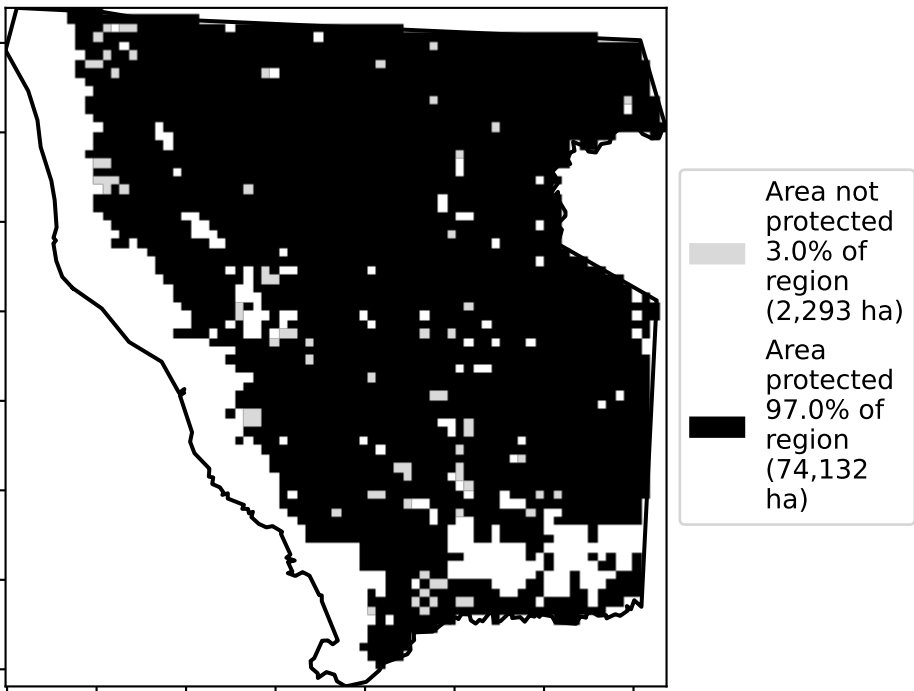 Area not
protected
3.0% of
region
(2,293 ha)
Area
protected
97.0% of
region
(74,132
ha)